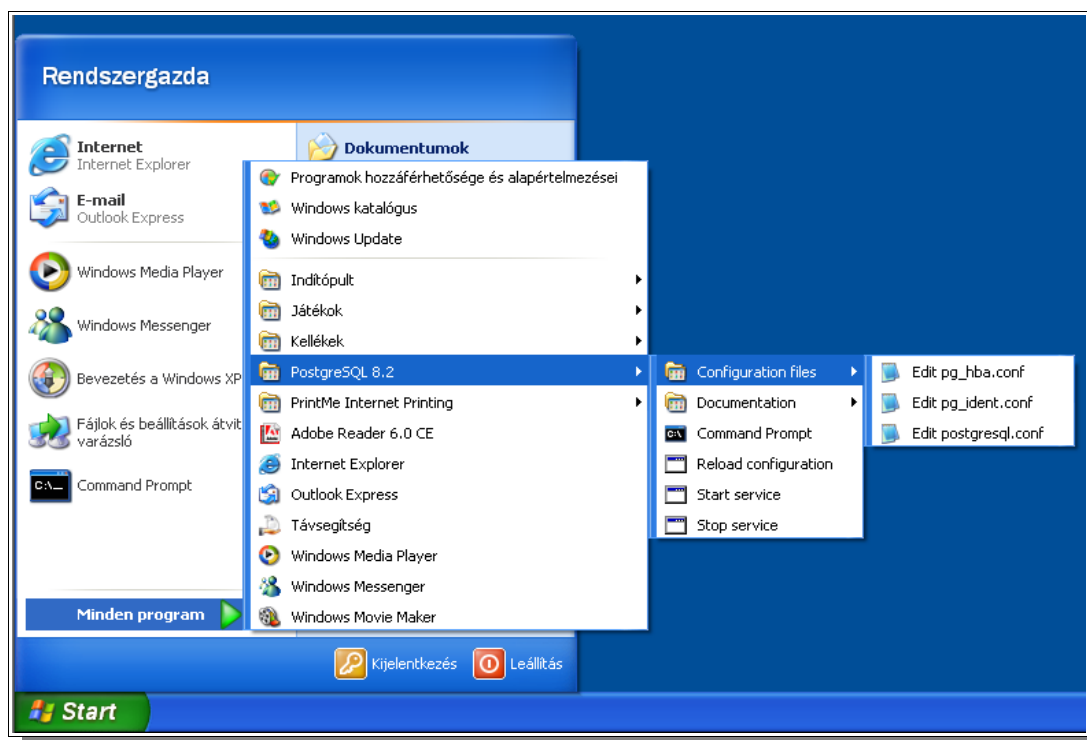 Rendszergazda
Internet
Internet Explorer
E-mail
Outlook Express
Windows Media Player
Windows Messenger
Bevezetés a Windows XP
Fájlok és beállítások átvit
varázsló
Command Prompt
Minden program
Dokumentumok
Programok hozzáférhetősége és alapértelmezései
Windows katalógus
Windows Update
Indítópult
Játékok
Kellékek
PostgreSQL 8.2
PrintMe Internet Printing
Adobe Reader 6.0 CE
Internet Explorer
Outlook Express
Távsegítség
Windows Media Player
Windows Messenger
Windows Movie Maker
Configuration files
Documentation
Command Prompt
Reload configuration
Start service
Stop service
Edit pg_hba.conf
Edit pg_ident.conf
Edit postgresql.conf
Kijelentkezés
Leállítás
Start